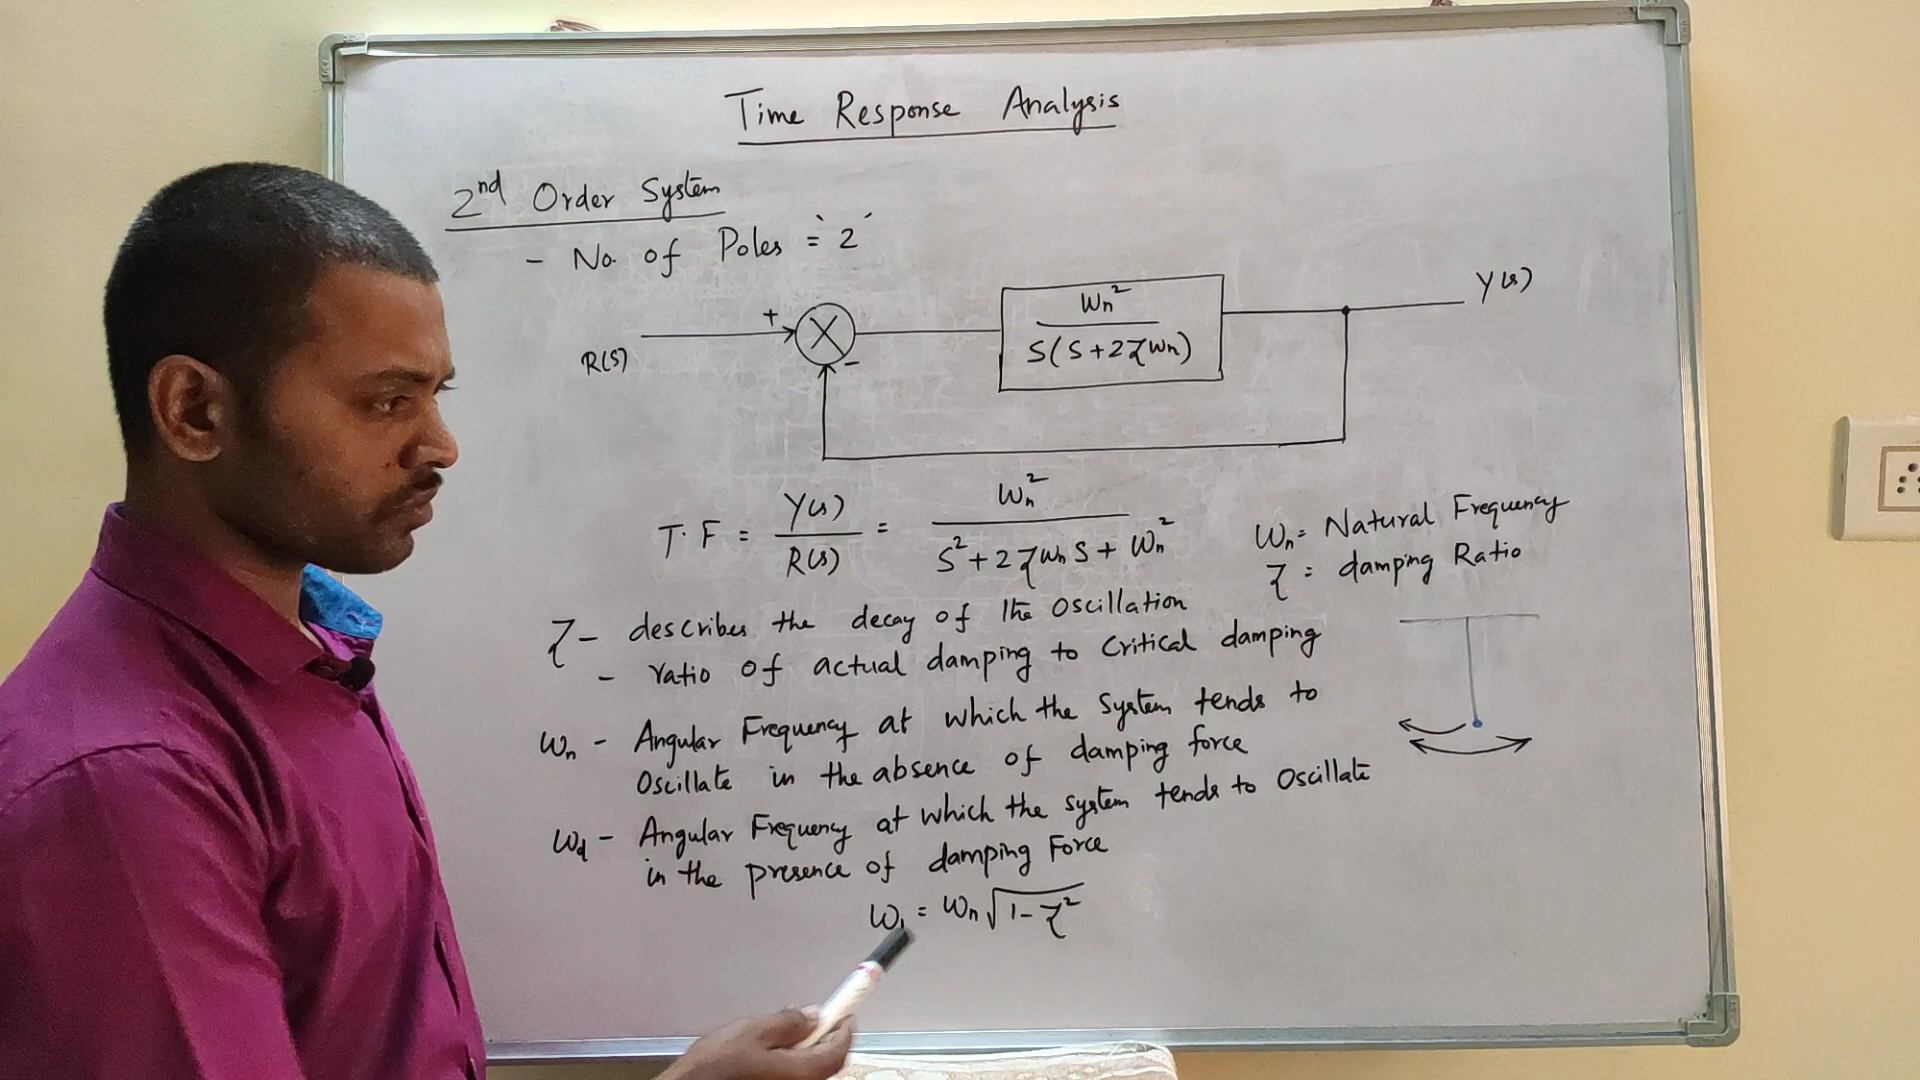 Time Response Analysis
2nd Order System
- No. of Poles = 2
R(S)
+
-
Wn²
S(S+2ζWn)
Y(s)
T.F = Y(s) / R(s) = Wn² / S²+2ζWn S + Wn²
Wn = Natural Frequency
ζ = damping Ratio
ζ - describes the decay of the Oscillation
- ratio of actual damping to Critical damping
Wn - Angular Frequency at which the System tends to
Oscillate in the absence of damping force
Wd - Angular Frequency at which the system tends to Oscillate
in the presence of damping Force
= Wn √1-ζ²